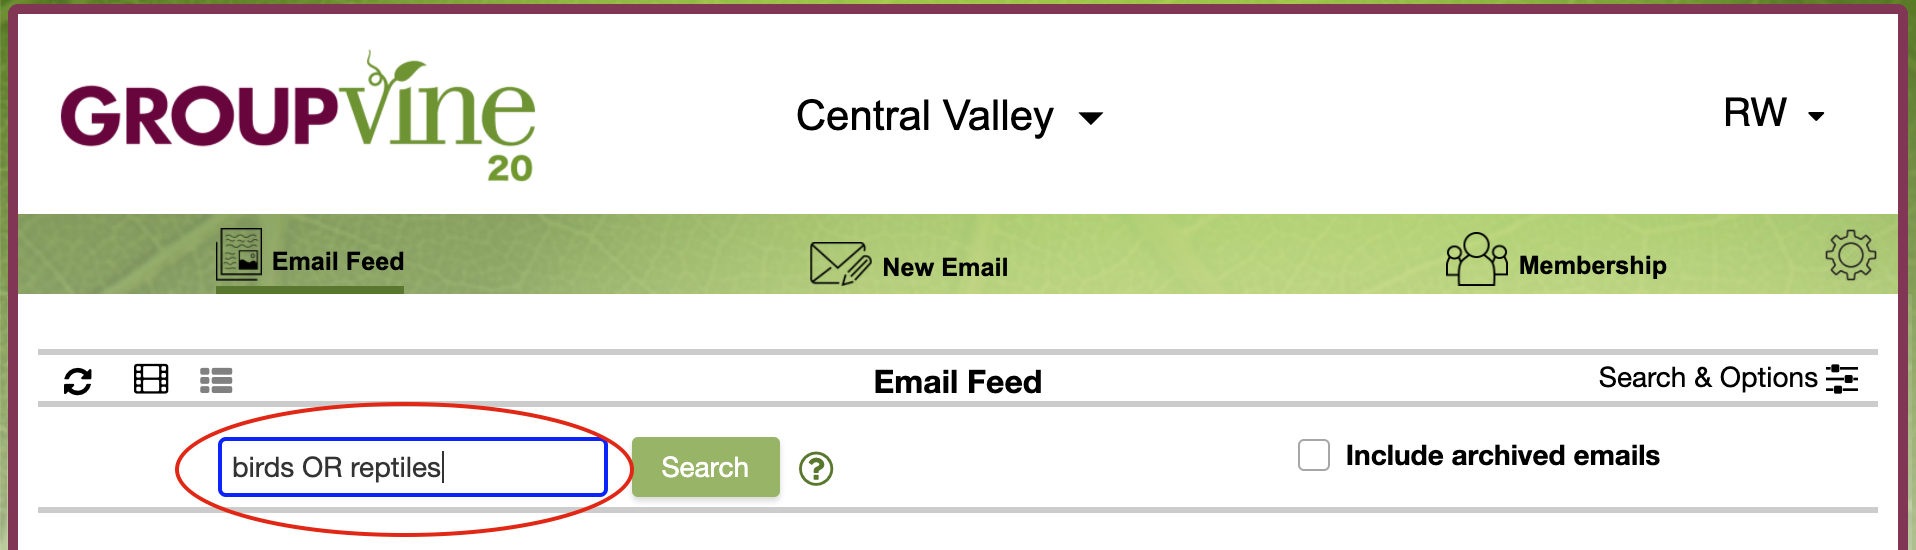 GROUPvine
20
Central Valley
RW
Email Feed
New Email
Membership
Email Feed
Search & Options
birds OR reptiles
Search
?
Include archived emails